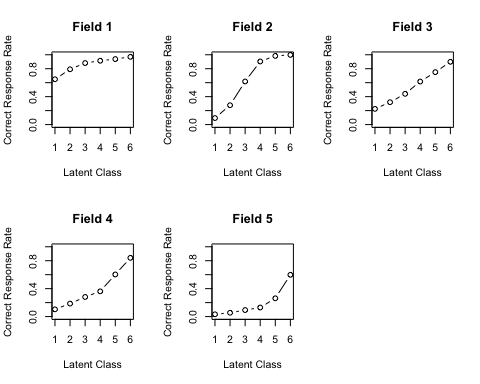 Field 1
Correct Response Rate
0.0 0.4 0.8
1 2 3 4 5 6
Latent Class
Field 2
Correct Response Rate
0.0 0.4 0.8
1 2 3 4 5 6
Latent Class
Field 3
Correct Response Rate
0.0 0.4 0.8
1 2 3 4 5 6
Latent Class
Field 4
Correct Response Rate
0.0 0.4 0.8
1 2 3 4 5 6
Latent Class
Field 5
Correct Response Rate
0.0 0.4 0.8
1 2 3 4 5 6
Latent Class